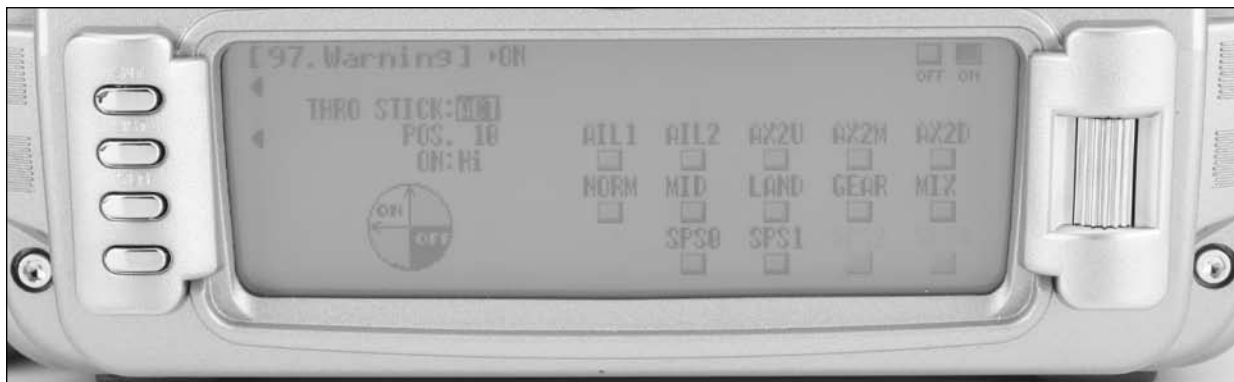 [97.Warning] ▸ON
OFF ON
THRO STICK:ACT
POS. 10
ON:Hi
AIL1 AIL2 AX2U AX2M AX2D
NORM MID LAND GEAR MIX
SPS0 SPS1
ON
OFF